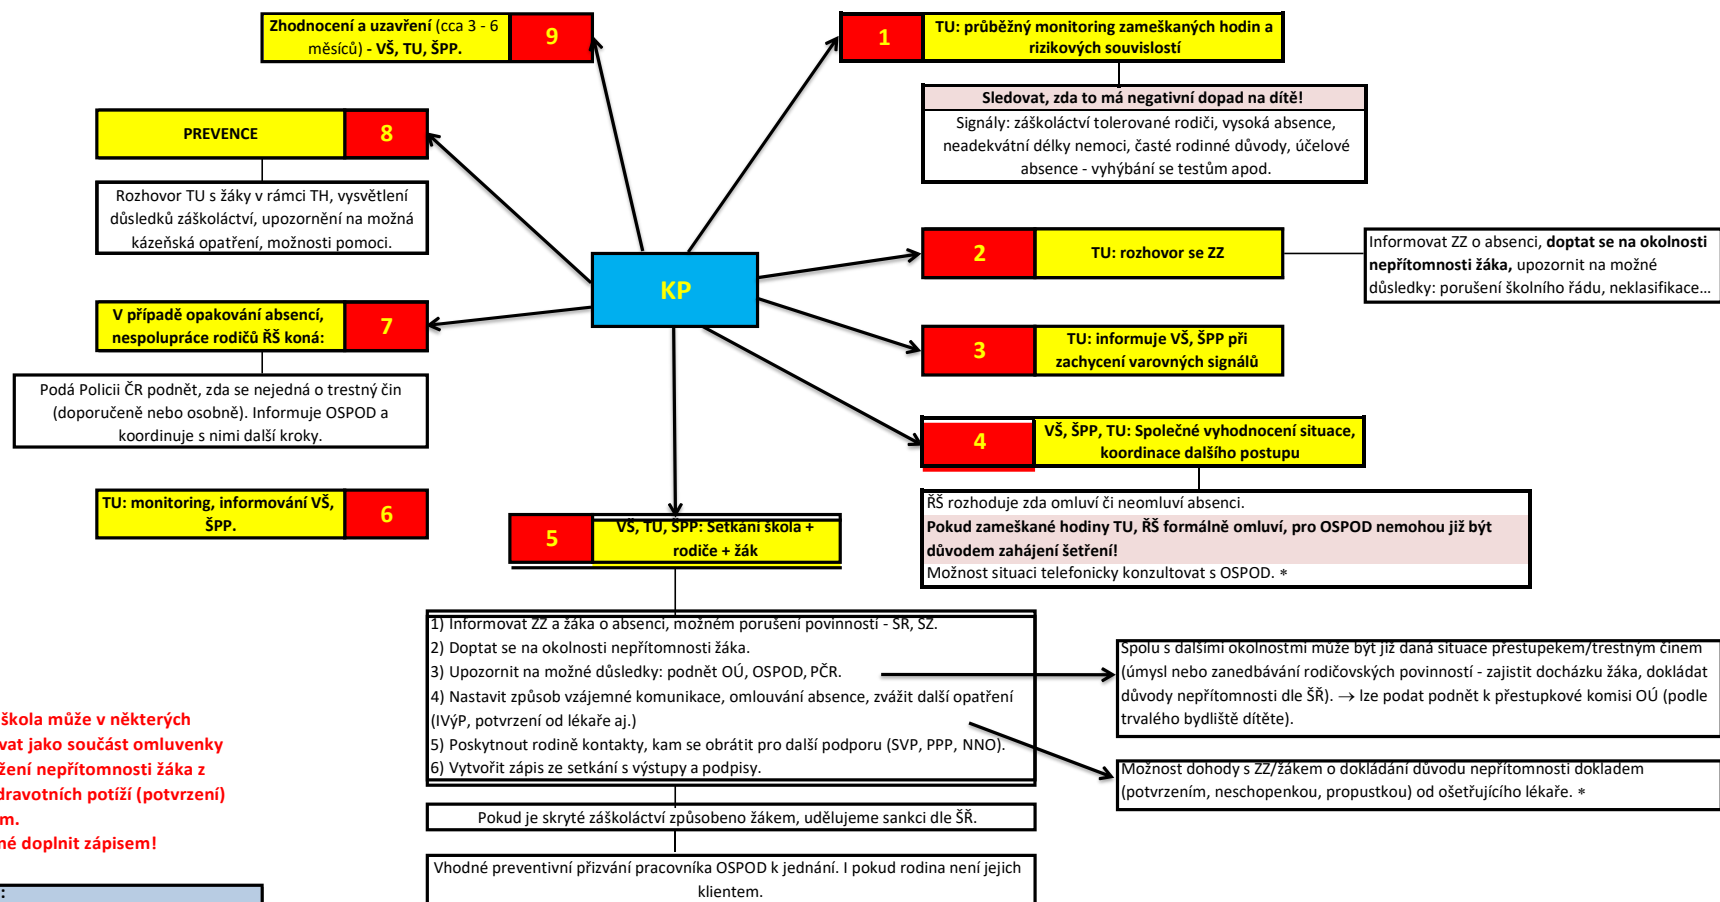 Zhodnocení a uzavření (cca 3 - 6
měsíců) - VŠ, TU, ŠPP.
9
1
TU: průběžný monitoring zameškaných hodin a
rizikových souvislostí
Sledovat, zda to má negativní dopad na dítě!
Signály: záškoláctví tolerované rodiči, vysoká absence,
neadekvátní délky nemoci, časté rodinné důvody, účelové
absence - vyhýbání se testům apod.
PREVENCE
8
Rozhovor TU s žáky v rámci TH, vysvětlení
důsledků záškoláctví, upozornění na možná
kázeňská opatření, možnosti pomoci.
KP
2
TU: rozhovor se ZZ
Informovat ZZ o absenci, doptat se na okolnosti
nepřítomnosti žáka, upozornit na možné
důsledky: porušení školního řádu, neklasifikace…
V případě opakování absencí,
nespolupráce rodičů ŘŠ koná:
7
Podá Policii ČR podnět, zda se nejedná o trestný čin
(doporučeně nebo osobně). Informuje OSPOD a
koordinuje s nimi další kroky.
3
TU: informuje VŠ, ŠPP při
zachycení varovných signálů
4
VŠ, ŠPP, TU: Společné vyhodnocení situace,
koordinace dalšího postupu
ŘŠ rozhoduje zda omluví či neomluví absenci.
Pokud zameškané hodiny TU, ŘŠ formálně omluví, pro OSPOD nemohou již být
důvodem zahájení šetření!
Možnost situaci telefonicky konzultovat s OSPOD. *
TU: monitoring, informování VŠ,
ŠPP.
6
5
VŠ, TU, ŠPP: Setkání škola +
rodiče + žák
1) Informovat ZZ a žáka o absenci, možném porušení povinností - ŠŘ, ŠZ.
2) Doptat se na okolnosti nepřítomnosti žáka.
3) Upozornit na možné důsledky: podnět OÚ, OSPOD, PČR.
4) Nastavit způsob vzájemné komunikace, omlouvání absence, zvážit další opatření
(IVýP, potvrzení od lékaře aj.)
5) Poskytnout rodině kontakty, kam se obrátit pro další podporu (SVP, PPP, NNO).
6) Vytvořit zápis ze setkání s výstupy a podpisy.
Spolu s dalšími okolnostmi může být již daná situace přestupekem/trestným činem
(úmysl nebo zanedbávání rodičovských povinností - zajistit docházku žáka, dokládat
důvody nepřítomnosti dle ŠŘ). → lze podat podnět k přestupkové komisi OÚ (podle
trvalého bydliště dítěte).
Možnost dohody s ZZ/žákem o dokládání důvodu nepřítomnosti dokladem
(potvrzením, neschopenkou, propustkou) od ošetřujícího lékaře. *
Pokud je skryté záškoláctví způsobeno žákem, udělujeme sankci dle ŠŘ.
Vhodné preventivní přizvání pracovníka OSPOD k jednání. I pokud rodina není jejich
klientem.
škola může v některých
vat jako součást omluvenky
žení nepřítomnosti žáka z
dravotních potíží (potvrzení)
m.
né doplnit zápisem!
: